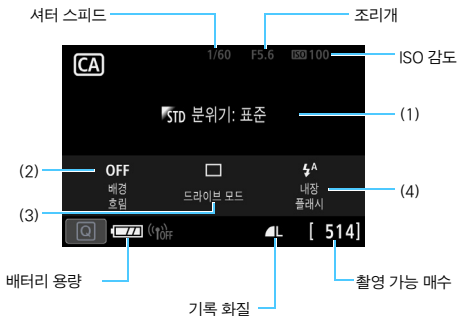 셔터 스피드
조리개
CA
1/60 F5.6 ISO 100
ISO 감도
STD 분위기: 표준
(1)
(2)
OFF
배경
흐림
드라이브 모드
A
내장
플래시
(4)
(3)
Q
OFF
L
[ 514]
배터리 용량
기록 화질
촬영 가능 매수